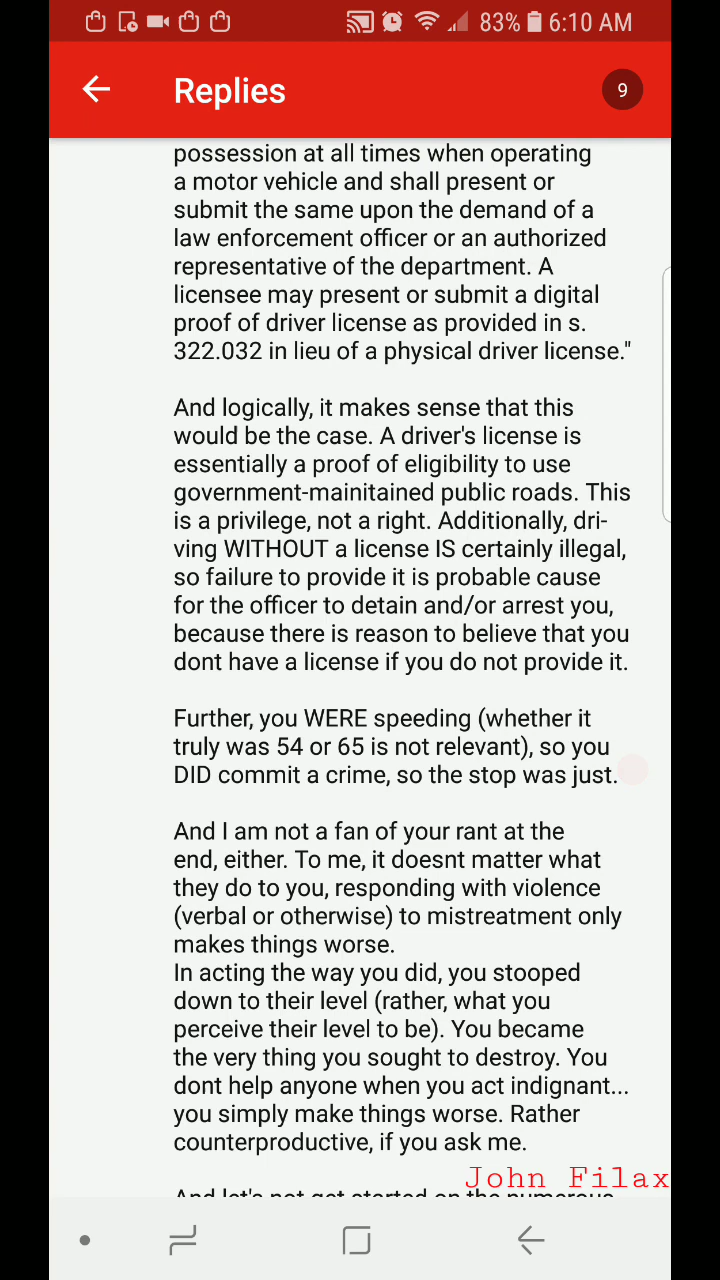 83% 6:10 AM
Replies
9
possession at all times when operating
a motor vehicle and shall present or
submit the same upon the demand of a
law enforcement officer or an authorized
representative of the department. A
licensee may present or submit a digital
proof of driver license as provided in s.
322.032 in lieu of a physical driver license."
And logically, it makes sense that this
would be the case. A driver's license is
essentially a proof of eligibility to use
government-mainitained public roads. This
is a privilege, not a right. Additionally, dri-
ving WITHOUT a license IS certainly illegal,
so failure to provide it is probable cause
for the officer to detain and/or arrest you,
because there is reason to believe that you
dont have a license if you do not provide it.
Further, you WERE speeding (whether it
truly was 54 or 65 is not relevant), so you
DID commit a crime, so the stop was just.
And I am not a fan of your rant at the
end, either. To me, it doesnt matter what
they do to you, responding with violence
(verbal or otherwise) to mistreatment only
makes things worse.
In acting the way you did, you stooped
down to their level (rather, what you
perceive their level to be). You became
the very thing you sought to destroy. You
dont help anyone when you act indignant...
you simply make things worse. Rather
counterproductive, if you ask me.
John Filax
And let's not get started on the numerous